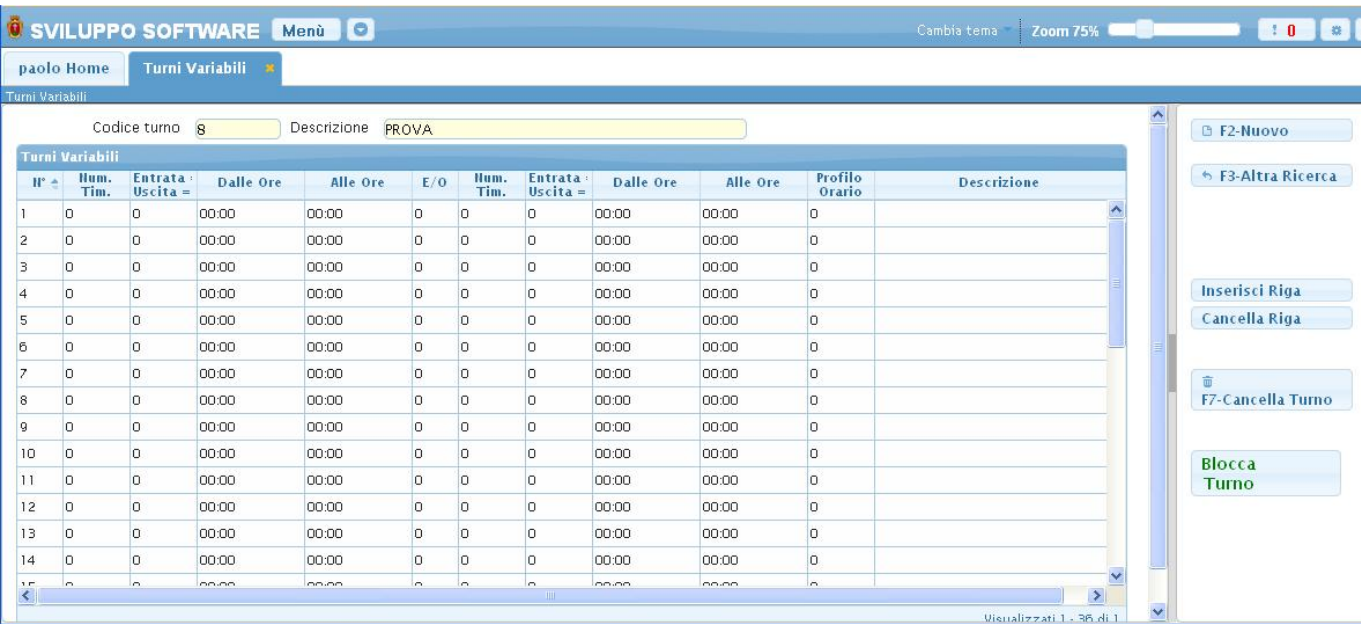 SVILUPPO SOFTWARE Menù Cambia tema Zoom 75% ! 0
paolo Home Turni Variabili
Turni Variabili
Codice turno 8 Descrizione PROVA
Turni Variabili
N° Num. Tim. Entrata Uscita = Dalle Ore Alle Ore E/O Num. Tim. Entrata Uscita = Dalle Ore Alle Ore Profilo Orario Descrizione
1 0 0 00:00 00:00 0 0 0 00:00 00:00 0
2 0 0 00:00 00:00 0 0 0 00:00 00:00 0
3 0 0 00:00 00:00 0 0 0 00:00 00:00 0
4 0 0 00:00 00:00 0 0 0 00:00 00:00 0
5 0 0 00:00 00:00 0 0 0 00:00 00:00 0
6 0 0 00:00 00:00 0 0 0 00:00 00:00 0
7 0 0 00:00 00:00 0 0 0 00:00 00:00 0
8 0 0 00:00 00:00 0 0 0 00:00 00:00 0
9 0 0 00:00 00:00 0 0 0 00:00 00:00 0
10 0 0 00:00 00:00 0 0 0 00:00 00:00 0
11 0 0 00:00 00:00 0 0 0 00:00 00:00 0
12 0 0 00:00 00:00 0 0 0 00:00 00:00 0
13 0 0 00:00 00:00 0 0 0 00:00 00:00 0
14 0 0 00:00 00:00 0 0 0 00:00 00:00 0
Visualizzati 1 - 36 di 1
F2-Nuovo
F3-Altra Ricerca
Inserisci Riga
Cancella Riga
F7-Cancella Turno
Blocca
Turno